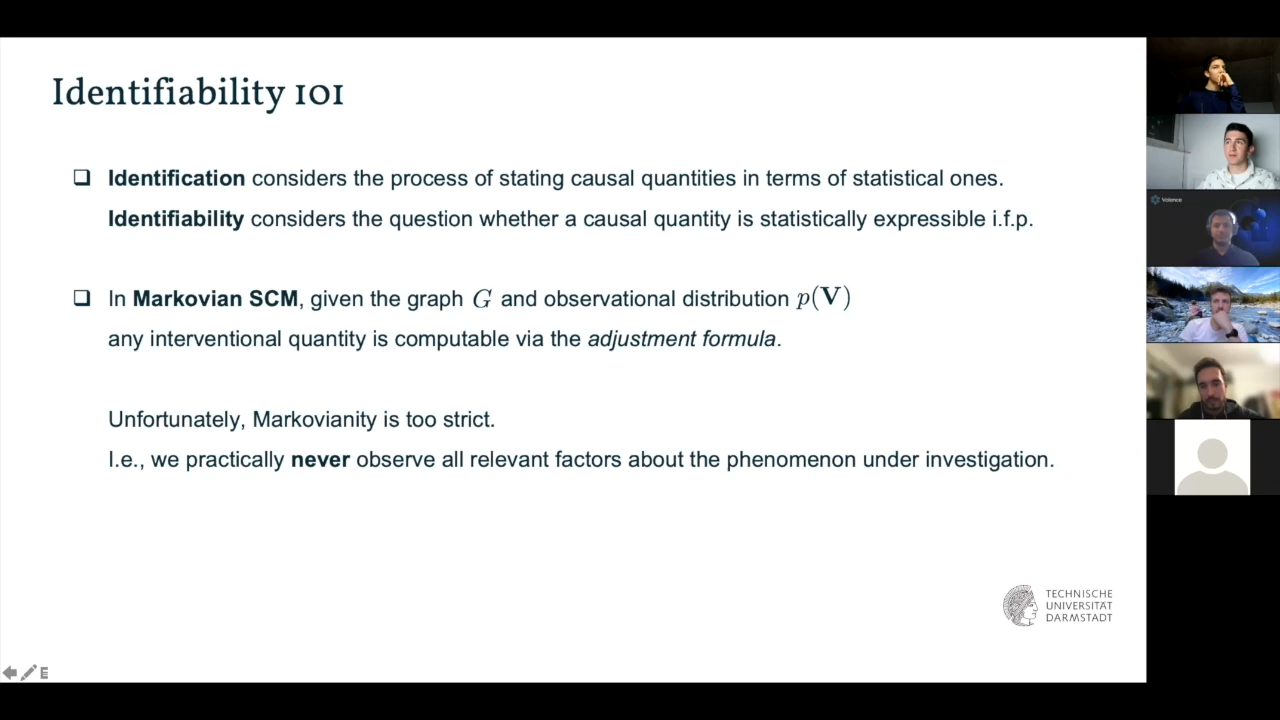 Identifiability 101
Identification considers the process of stating causal quantities in terms of statistical ones.
Identifiability considers the question whether a causal quantity is statistically expressible i.f.p.
In Markovian SCM, given the graph G and observational distribution p(V)
any interventional quantity is computable via the adjustment formula.
Unfortunately, Markovianity is too strict.
I.e., we practically never observe all relevant factors about the phenomenon under investigation.
TECHNISCHE
UNIVERSITÄT
DARMSTADT
Valence